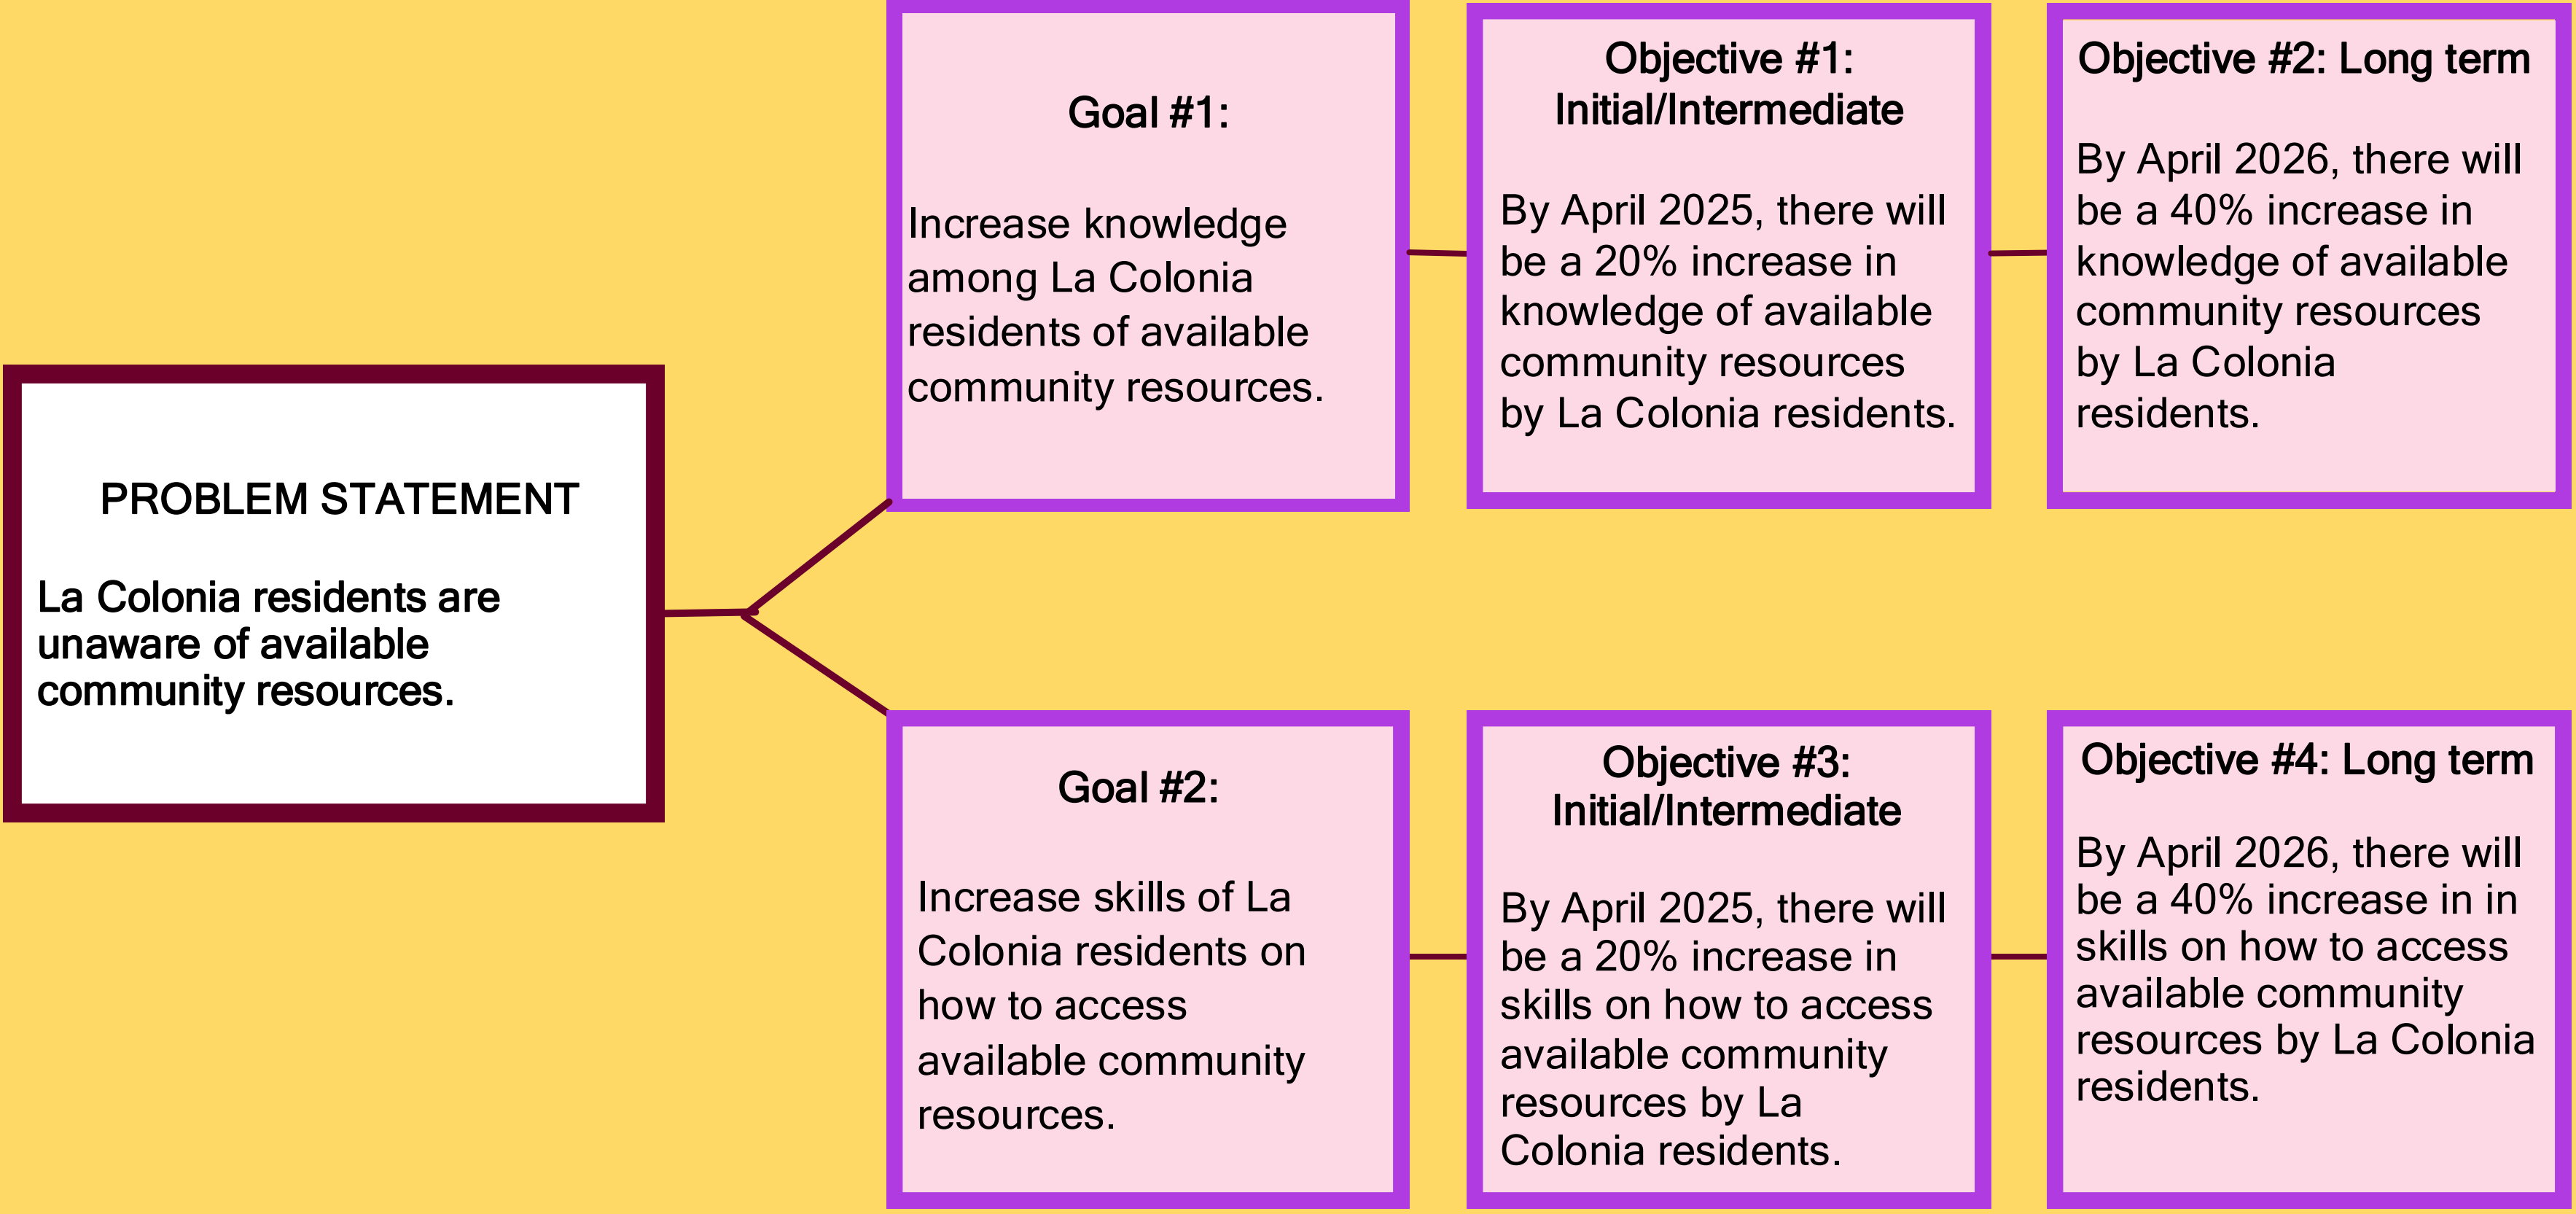 PROBLEM STATEMENT
La Colonia residents are
unaware of available
community resources.
Goal #1:
Increase knowledge
among La Colonia
residents of available
community resources.
Objective #1:
Initial/Intermediate
By April 2025, there will
be a 20% increase in
knowledge of available
community resources
by La Colonia residents.
Objective #2: Long term
By April 2026, there will
be a 40% increase in
knowledge of available
community resources
by La Colonia
residents.
Goal #2:
Increase skills of La
Colonia residents on
how to access
available community
resources.
Objective #3:
Initial/Intermediate
By April 2025, there will
be a 20% increase in
skills on how to access
available community
resources by La
Colonia residents.
Objective #4: Long term
By April 2026, there will
be a 40% increase in in
skills on how to access
available community
resources by La Colonia
residents.